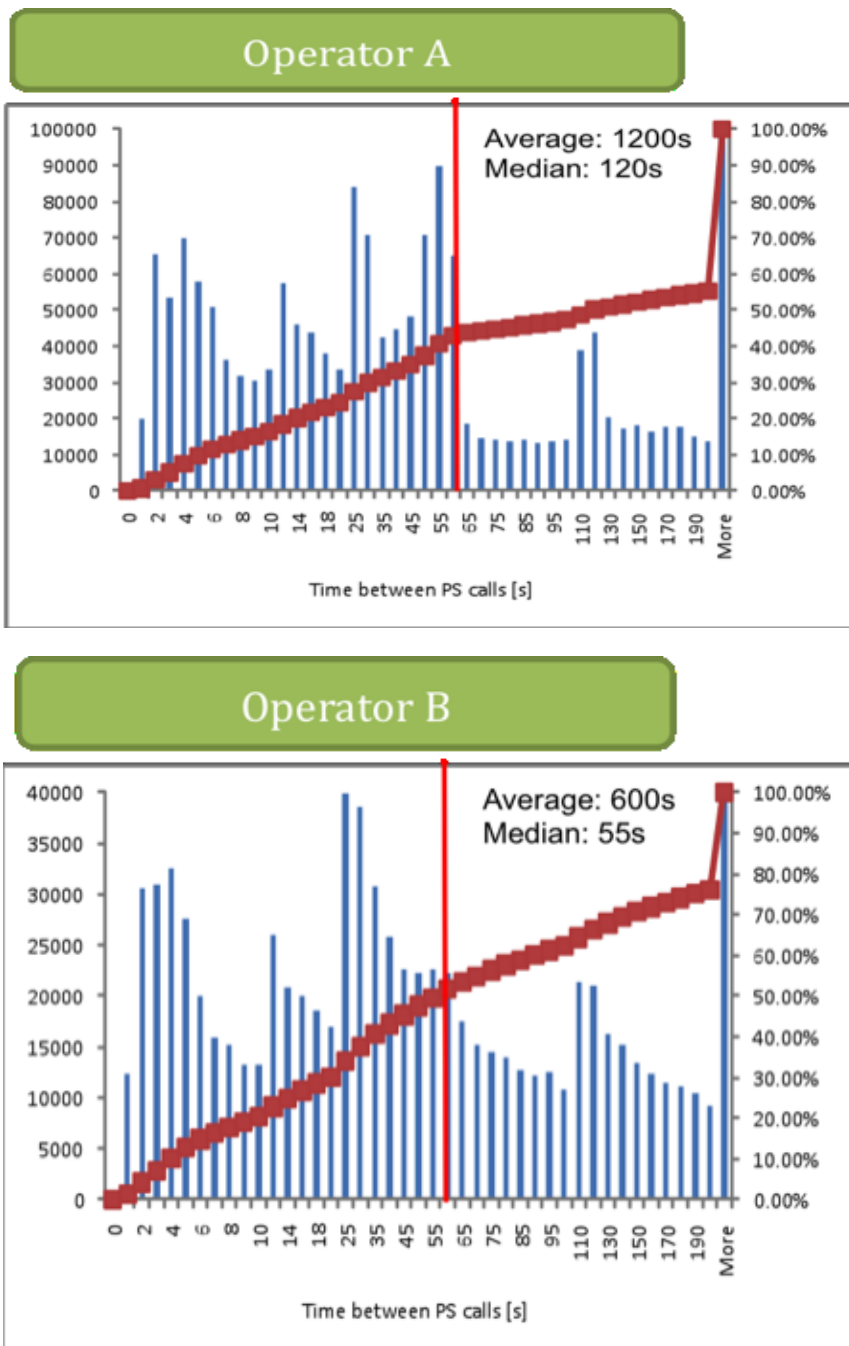 Operator A
Average: 1200s
Median: 120s
100000 100.00%
90000 90.00%
80000 80.00%
70000 70.00%
60000 60.00%
50000 50.00%
40000 40.00%
30000 30.00%
20000 20.00%
10000 10.00%
0 0.00%
0 2 4 6 8 10 14 18 25 35 45 55 65 75 85 95 110 130 150 170 190 More
Time between PS calls [s]
Operator B
Average: 600s
Median: 55s
40000 100.00%
90.00%
35000 80.00%
30000 70.00%
25000 60.00%
20000 50.00%
15000 40.00%
30.00%
10000 20.00%
5000 10.00%
0 0.00%
0 2 4 6 8 10 14 18 25 35 45 55 65 75 85 95 110 130 150 170 190 More
Time between PS calls [s]